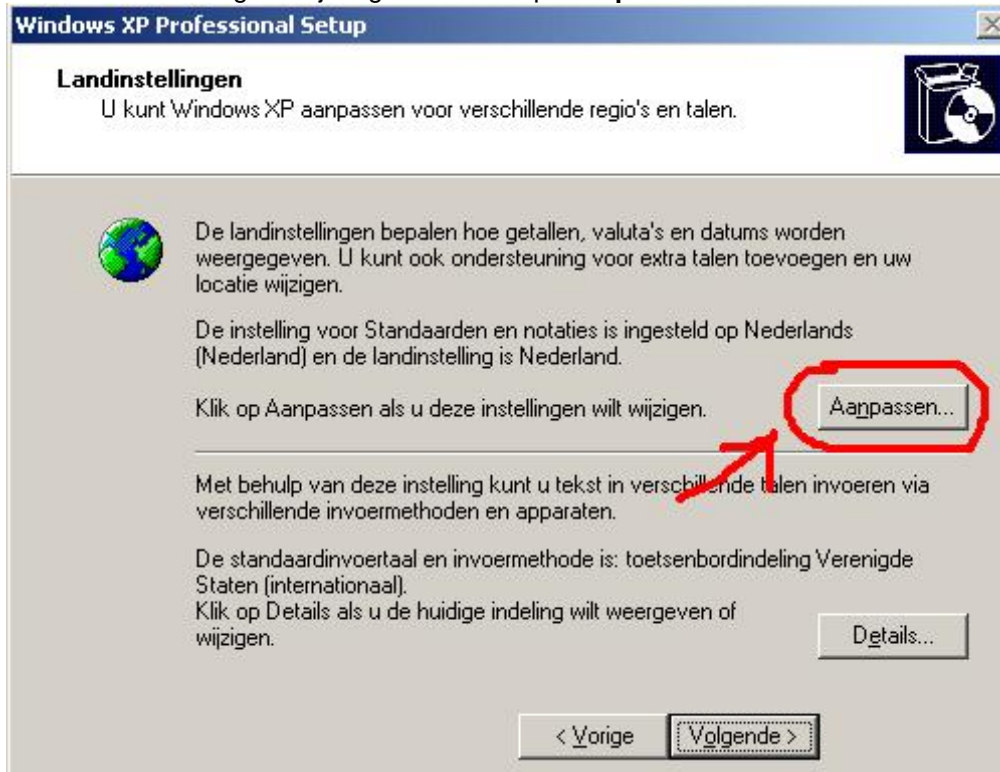 Windows XP Professional Setup
Landinstellingen
U kunt Windows XP aanpassen voor verschillende regio's en talen.
De landinstellingen bepalen hoe getallen, valuta's en datums worden
weergegeven. U kunt ook ondersteuning voor extra talen toevoegen en uw
locatie wijzigen.
De instelling voor Standaarden en notaties is ingesteld op Nederlands
(Nederland) en de landinstelling is Nederland.
Klik op Aanpassen als u deze instellingen wilt wijzigen.
Aanpassen...
Met behulp van deze instelling kunt u tekst in verschillende talen invoeren via
verschillende invoermethoden en apparaten.
De standaardinvoertaal en invoermethode is: toetsenbordindeling Verenigde
Staten (internationaal).
Klik op Details als u de huidige indeling wilt weergeven of
wijzigen.
Details...
< Vorige
Volgende >